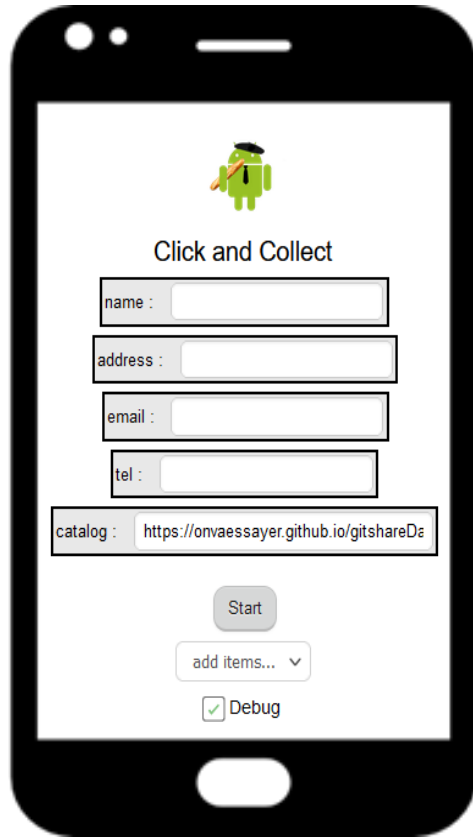 Click and Collect
name :
address :
email :
tel :
catalog : https://onvaessayer.github.io/gitshareDa
Start
add items...
Debug